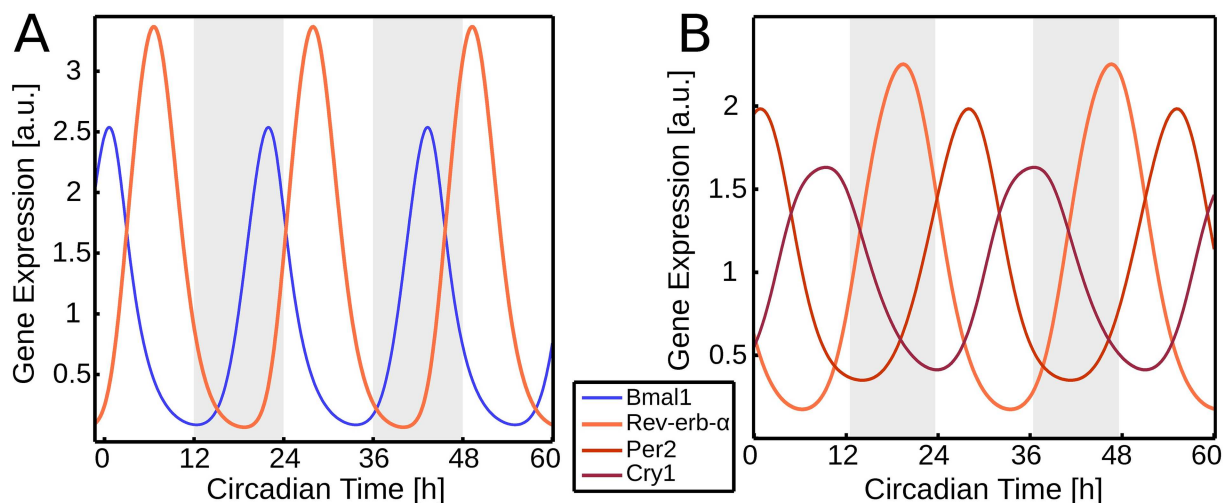 A
Gene Expression [a.u.]
3
2.5
2
1.5
1
0.5
0 12 24 36 48 60
Circadian Time [h]
Bmal1
Rev-erb-α
Per2
Cry1
B
Gene Expression [a.u.]
2
1.5
1
0.5
0 12 24 36 48 60
Circadian Time [h]